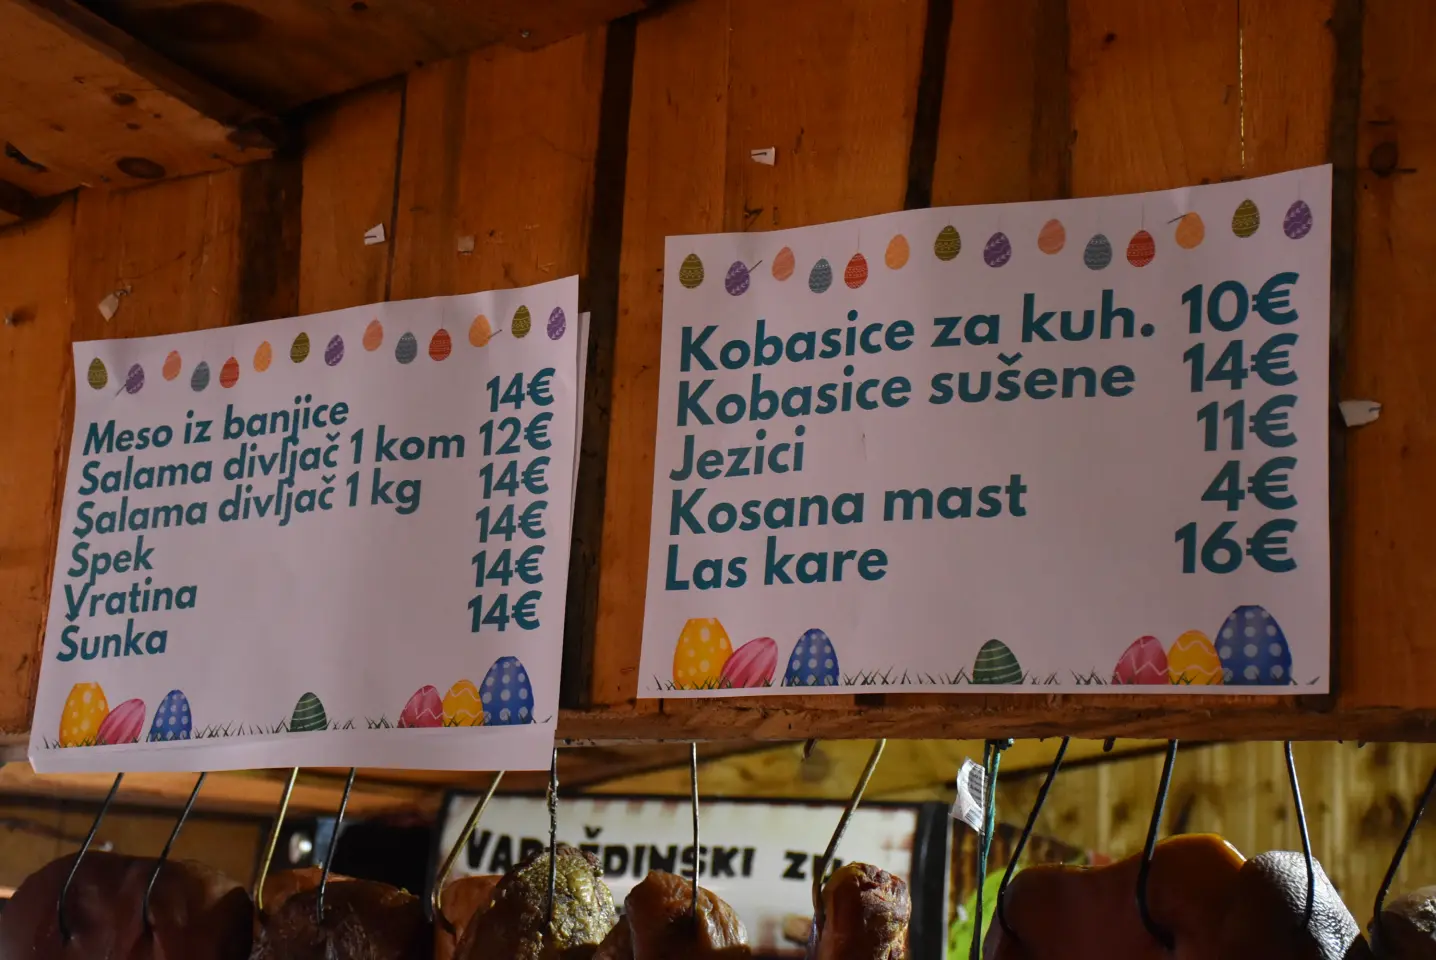 Meso iz banjice 14€
Salama divljač 1 kom 12€
Salama divljač 1 kg 14€
Špek 14€
Vratina 14€
Šunka 14€
Kobasice za kuh. 10€
Kobasice sušene 14€
Jezici 11€
Kosana mast 4€
Las kare 16€
VARAŽDINSKI